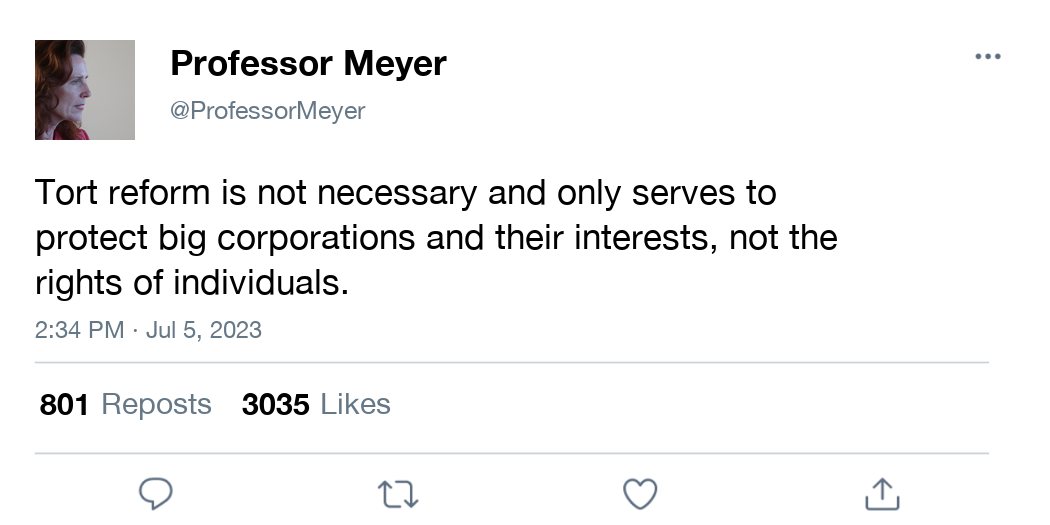 Professor Meyer
@ProfessorMeyer
Tort reform is not necessary and only serves to
protect big corporations and their interests, not the
rights of individuals.
2:34 PM · Jul 5, 2023
801 Reposts 3035 Likes